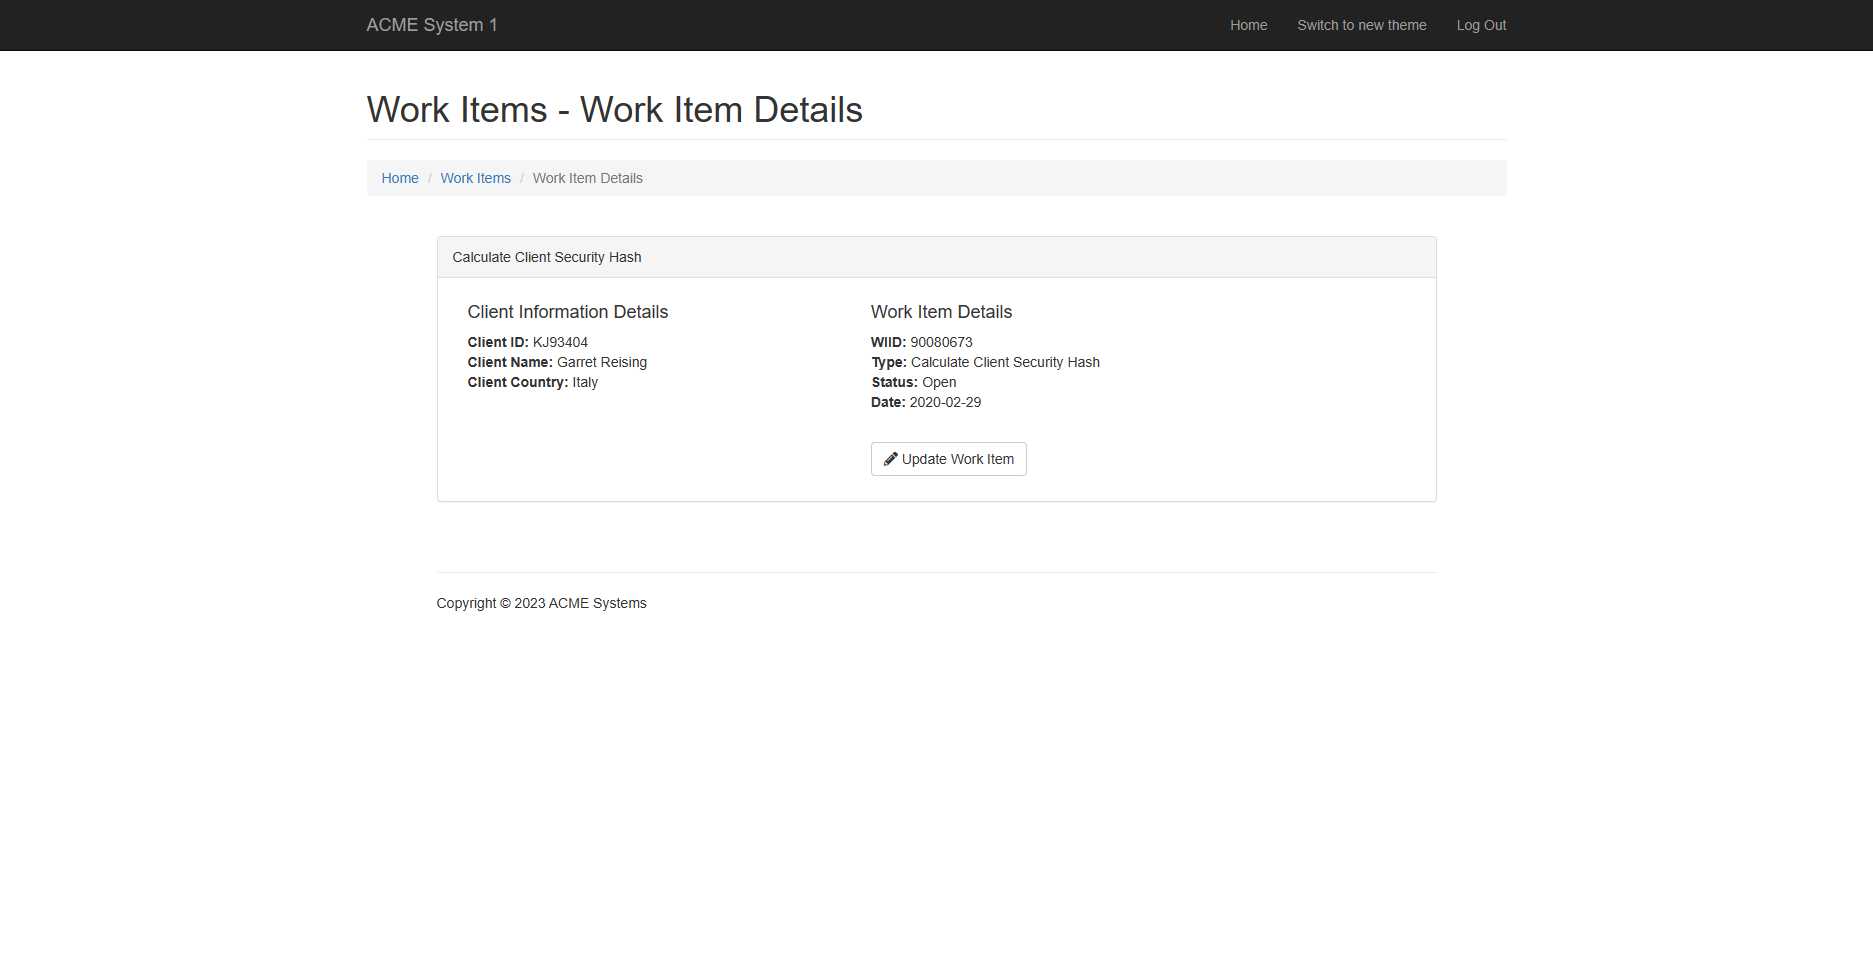 ACME System 1
Home
Switch to new theme
Log Out
Work Items - Work Item Details
Home / Work Items / Work Item Details
Calculate Client Security Hash
Client Information Details
Client ID: KJ93404
Client Name: Garret Reising
Client Country: Italy
Work Item Details
WIID: 90080673
Type: Calculate Client Security Hash
Status: Open
Date: 2020-02-29
Update Work Item
Copyright © 2023 ACME Systems